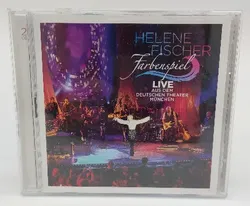 HELENE
FISCHER
Farbenspiel
LIVE
AUS DEM
DEUTSCHEN THEATER
MÜNCHEN